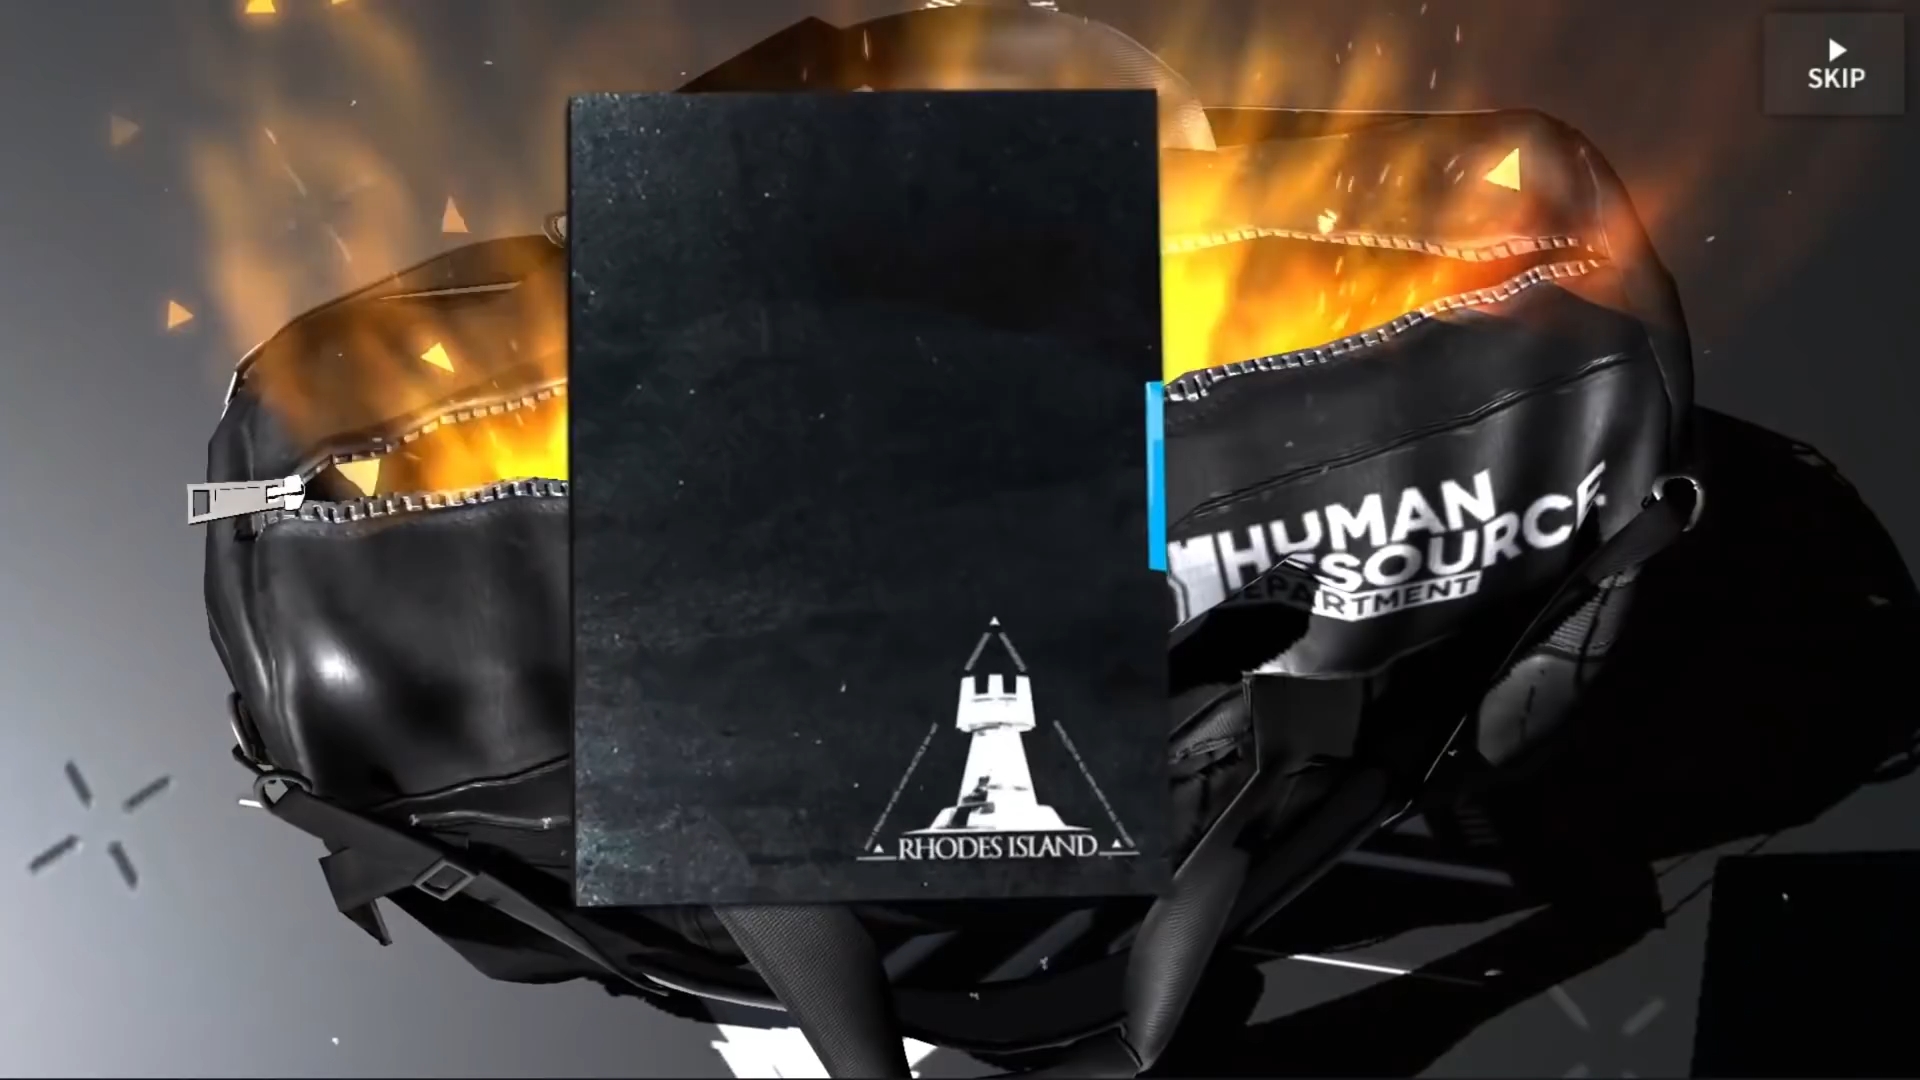 SKIP
HUMAN
RESOURCE
DEPARTMENT
RHODES ISLAND